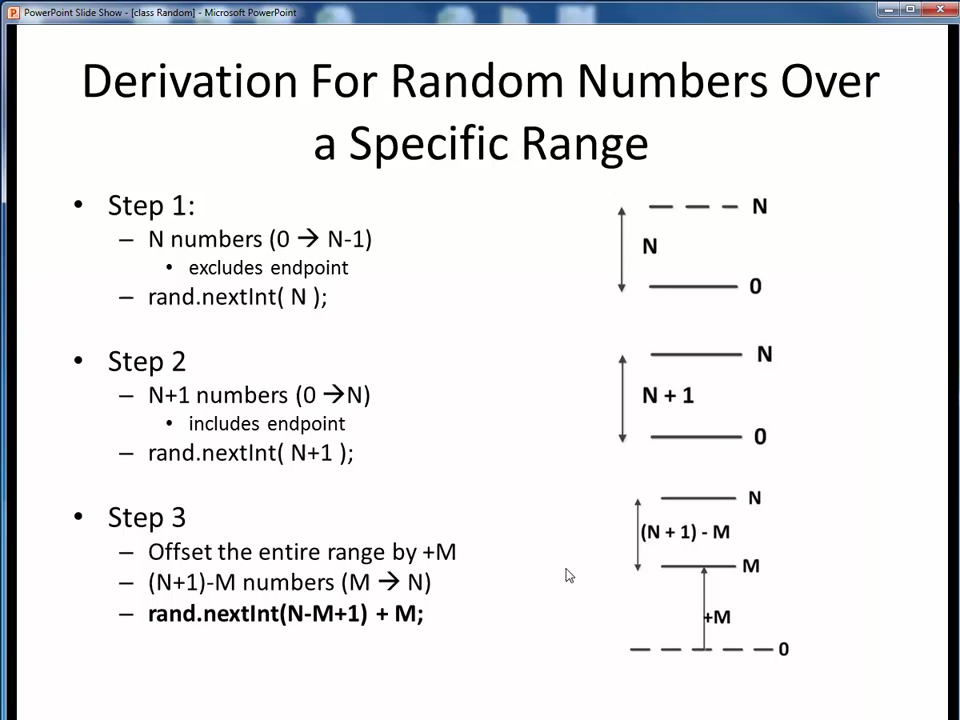 PowerPoint Slide Show - [class Random] - Microsoft PowerPoint
Derivation For Random Numbers Over
a Specific Range
• Step 1:
– N numbers (0 → N-1)
• excludes endpoint
– rand.nextInt( N );
• Step 2
– N+1 numbers (0 →N)
• includes endpoint
– rand.nextInt( N+1 );
• Step 3
– Offset the entire range by +M
– (N+1)-M numbers (M → N)
– rand.nextInt(N-M+1) + M;
N
N
0
N
N + 1
0
N
(N + 1) - M
M
+M
0